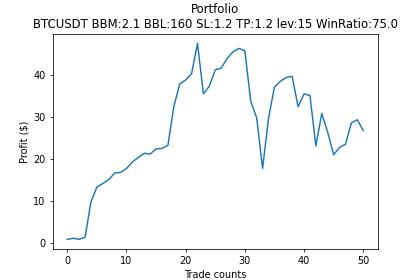 Portfolio
BTCUSDT BBM:2.1 BBL:160 SL:1.2 TP:1.2 lev:15 WinRatio:75.0
Profit ($)
40
30
20
10
0
0 10 20 30 40 50
Trade counts